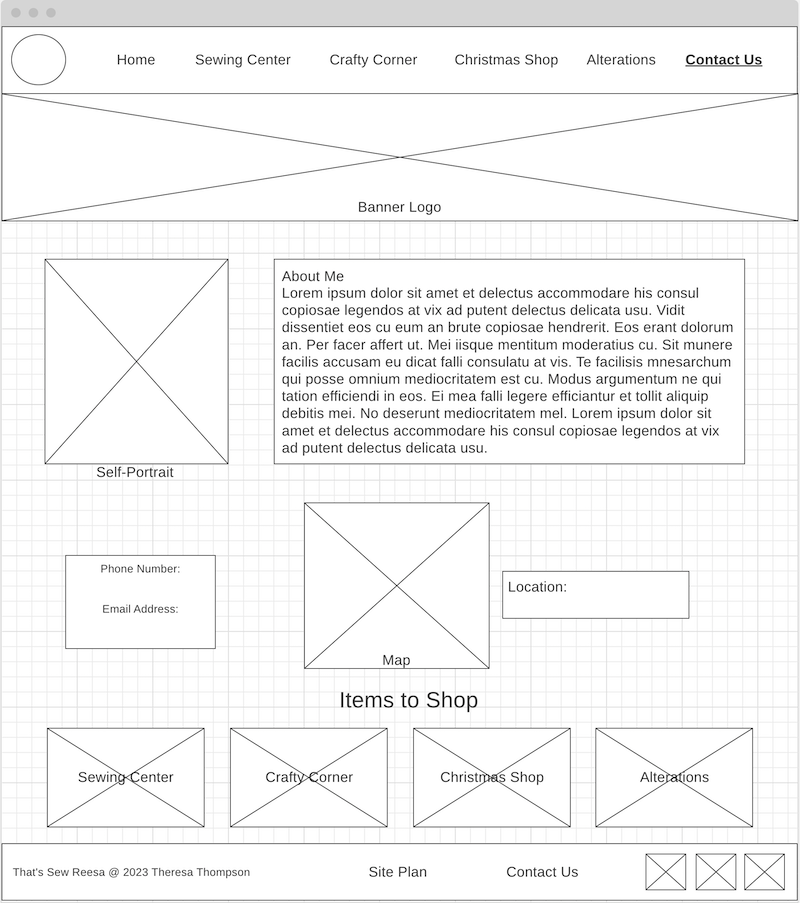 Home Sewing Center Crafty Corner Christmas Shop Alterations Contact Us
Banner Logo
About Me
Lorem ipsum dolor sit amet et delectus accommodare his consul
copiosae legendos at vix ad putent delectus delicata usu. Vidit
dissentiet eos cu eum an brute copiosae hendrerit. Eos erant dolorum
an. Per facer affert ut. Mei iisque mentitum moderatius cu. Sit munere
facilis accusam eu dicat falli consulatu at vis. Te facilisis mnesarchum
qui posse omnium mediocritatem est cu. Modus argumentum ne qui
tation efficiendi in eos. Ei mea falli legere efficiantur et tollit aliquip
debitis mei. No deserunt mediocritatem mel. Lorem ipsum dolor sit
amet et delectus accommodare his consul copiosae legendos at vix
ad putent delectus delicata usu.
Self-Portrait
Phone Number:
Email Address:
Map
Location:
Items to Shop
Sewing Center
Crafty Corner
Christmas Shop
Alterations
That's Sew Reesa @ 2023 Theresa Thompson
Site Plan
Contact Us